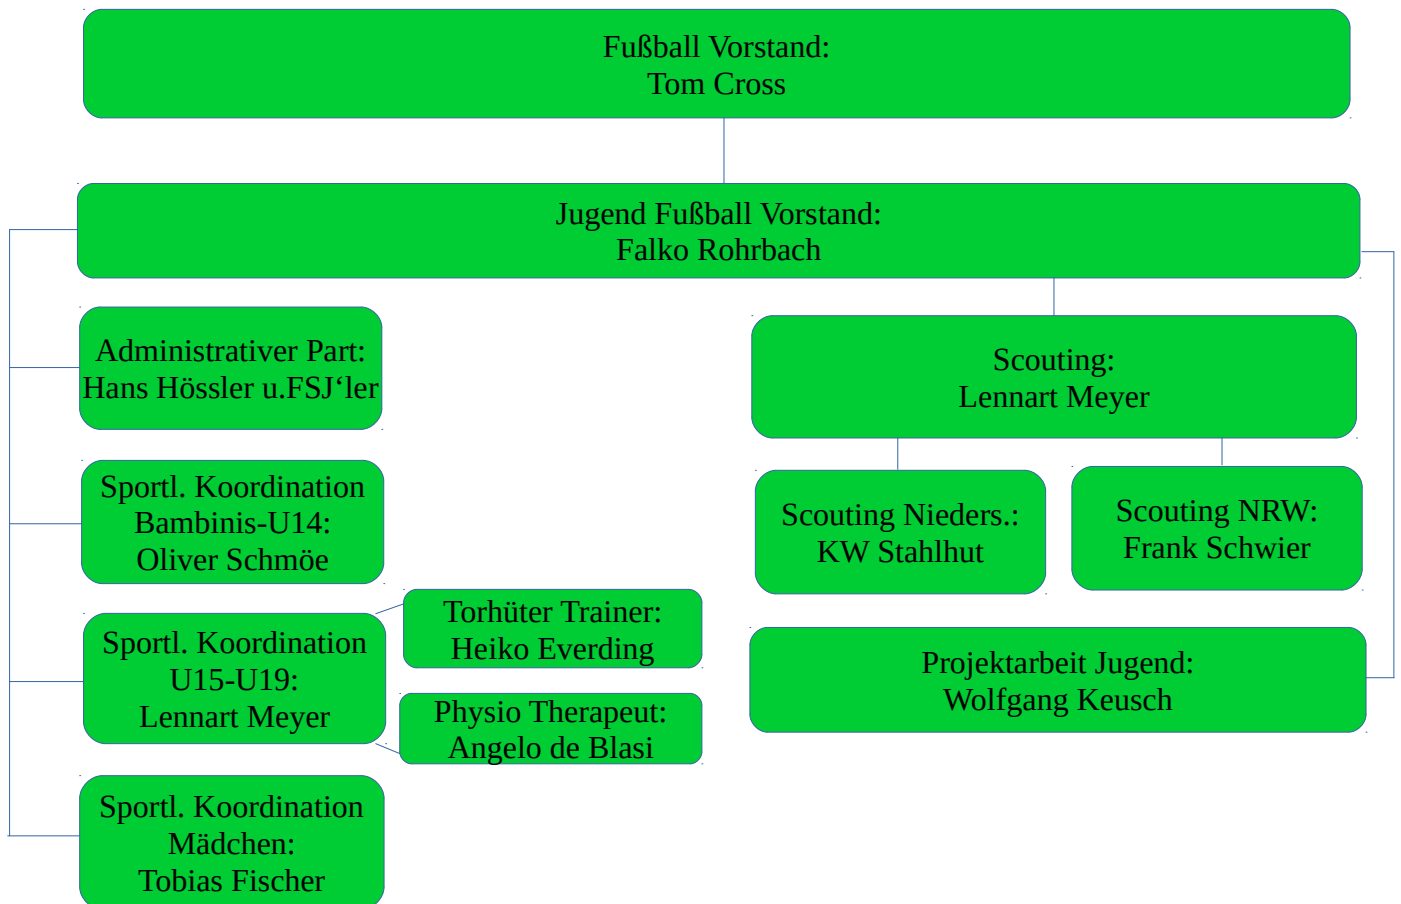 Fußball Vorstand:
Tom Cross
Jugend Fußball Vorstand:
Falko Rohrbach
Administrativer Part:
Hans Hössler u.FSJ‘ler
Scouting:
Lennart Meyer
Sportl. Koordination
Bambinis-U14:
Oliver Schmöe
Scouting Nieders.:
KW Stahlhut
Scouting NRW:
Frank Schwier
Sportl. Koordination
U15-U19:
Lennart Meyer
Torhüter Trainer:
Heiko Everding
Physio Therapeut:
Angelo de Blasi
Projektarbeit Jugend:
Wolfgang Keusch
Sportl. Koordination
Mädchen:
Tobias Fischer